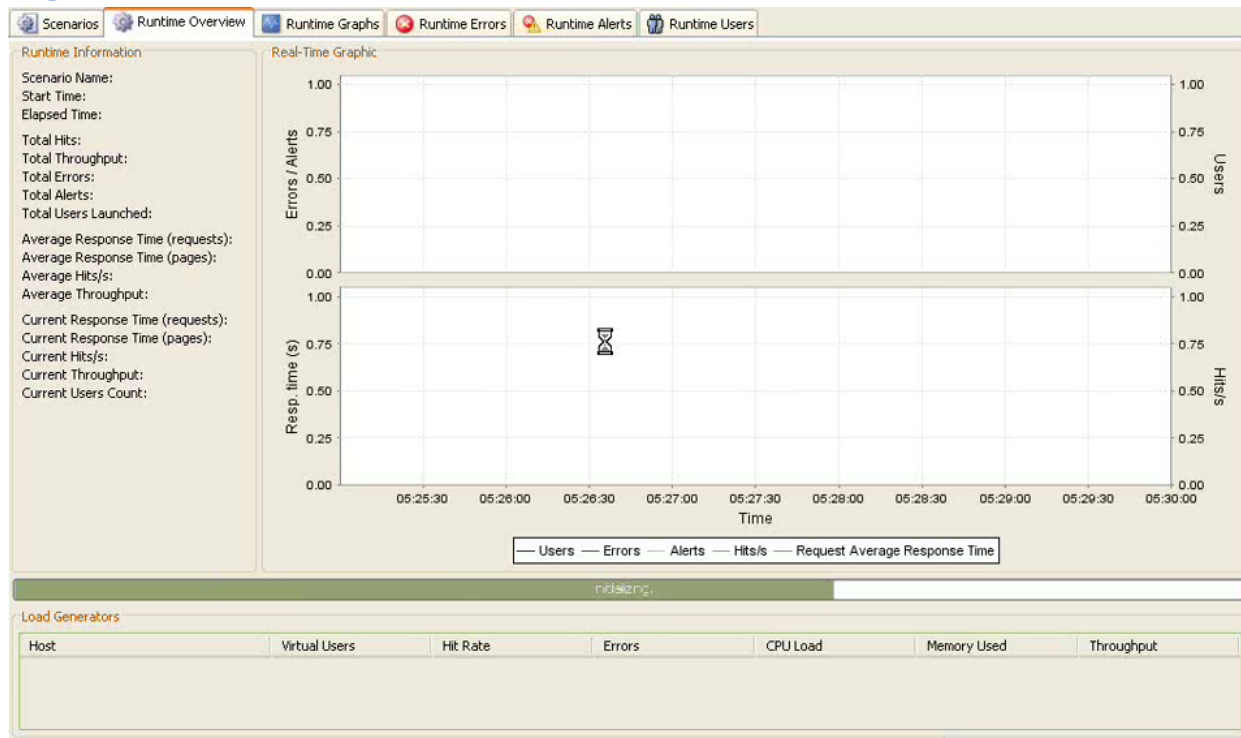 Scenarios Runtime Overview Runtime Graphs Runtime Errors Runtime Alerts Runtime Users
Runtime Information
Scenario Name:
Start Time:
Elapsed Time:
Total Hits:
Total Throughput:
Total Errors:
Total Alerts:
Total Users Launched:
Average Response Time (requests):
Average Response Time (pages):
Average Hits/s:
Average Throughput:
Current Response Time (requests):
Current Response Time (pages):
Current Hits/s:
Current Throughput:
Current Users Count:
Real-Time Graphic
Errors / Alerts
1.00
0.75
0.50
0.25
0.00
1.00
0.75
0.50
0.25
0.00
Users
Resp. time (s)
1.00
0.75
0.50
0.25
0.00
1.00
0.75
0.50
0.25
0.00
Hits/s
05:25:30 05:26:00 05:26:30 05:27:00 05:27:30 05:28:00 05:28:30 05:29:00 05:29:30 05:30:00
Time
Users Errors Alerts Hits/s Request Average Response Time
Load Generators
Host Virtual Users Hit Rate Errors CPU Load Memory Used Throughput